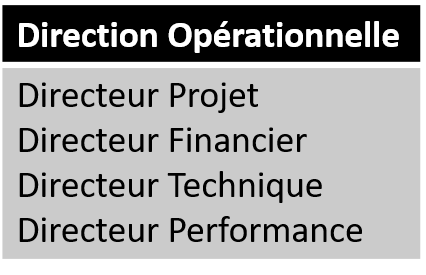 Direction Opérationnelle
Directeur Projet
Directeur Financier
Directeur Technique
Directeur Performance